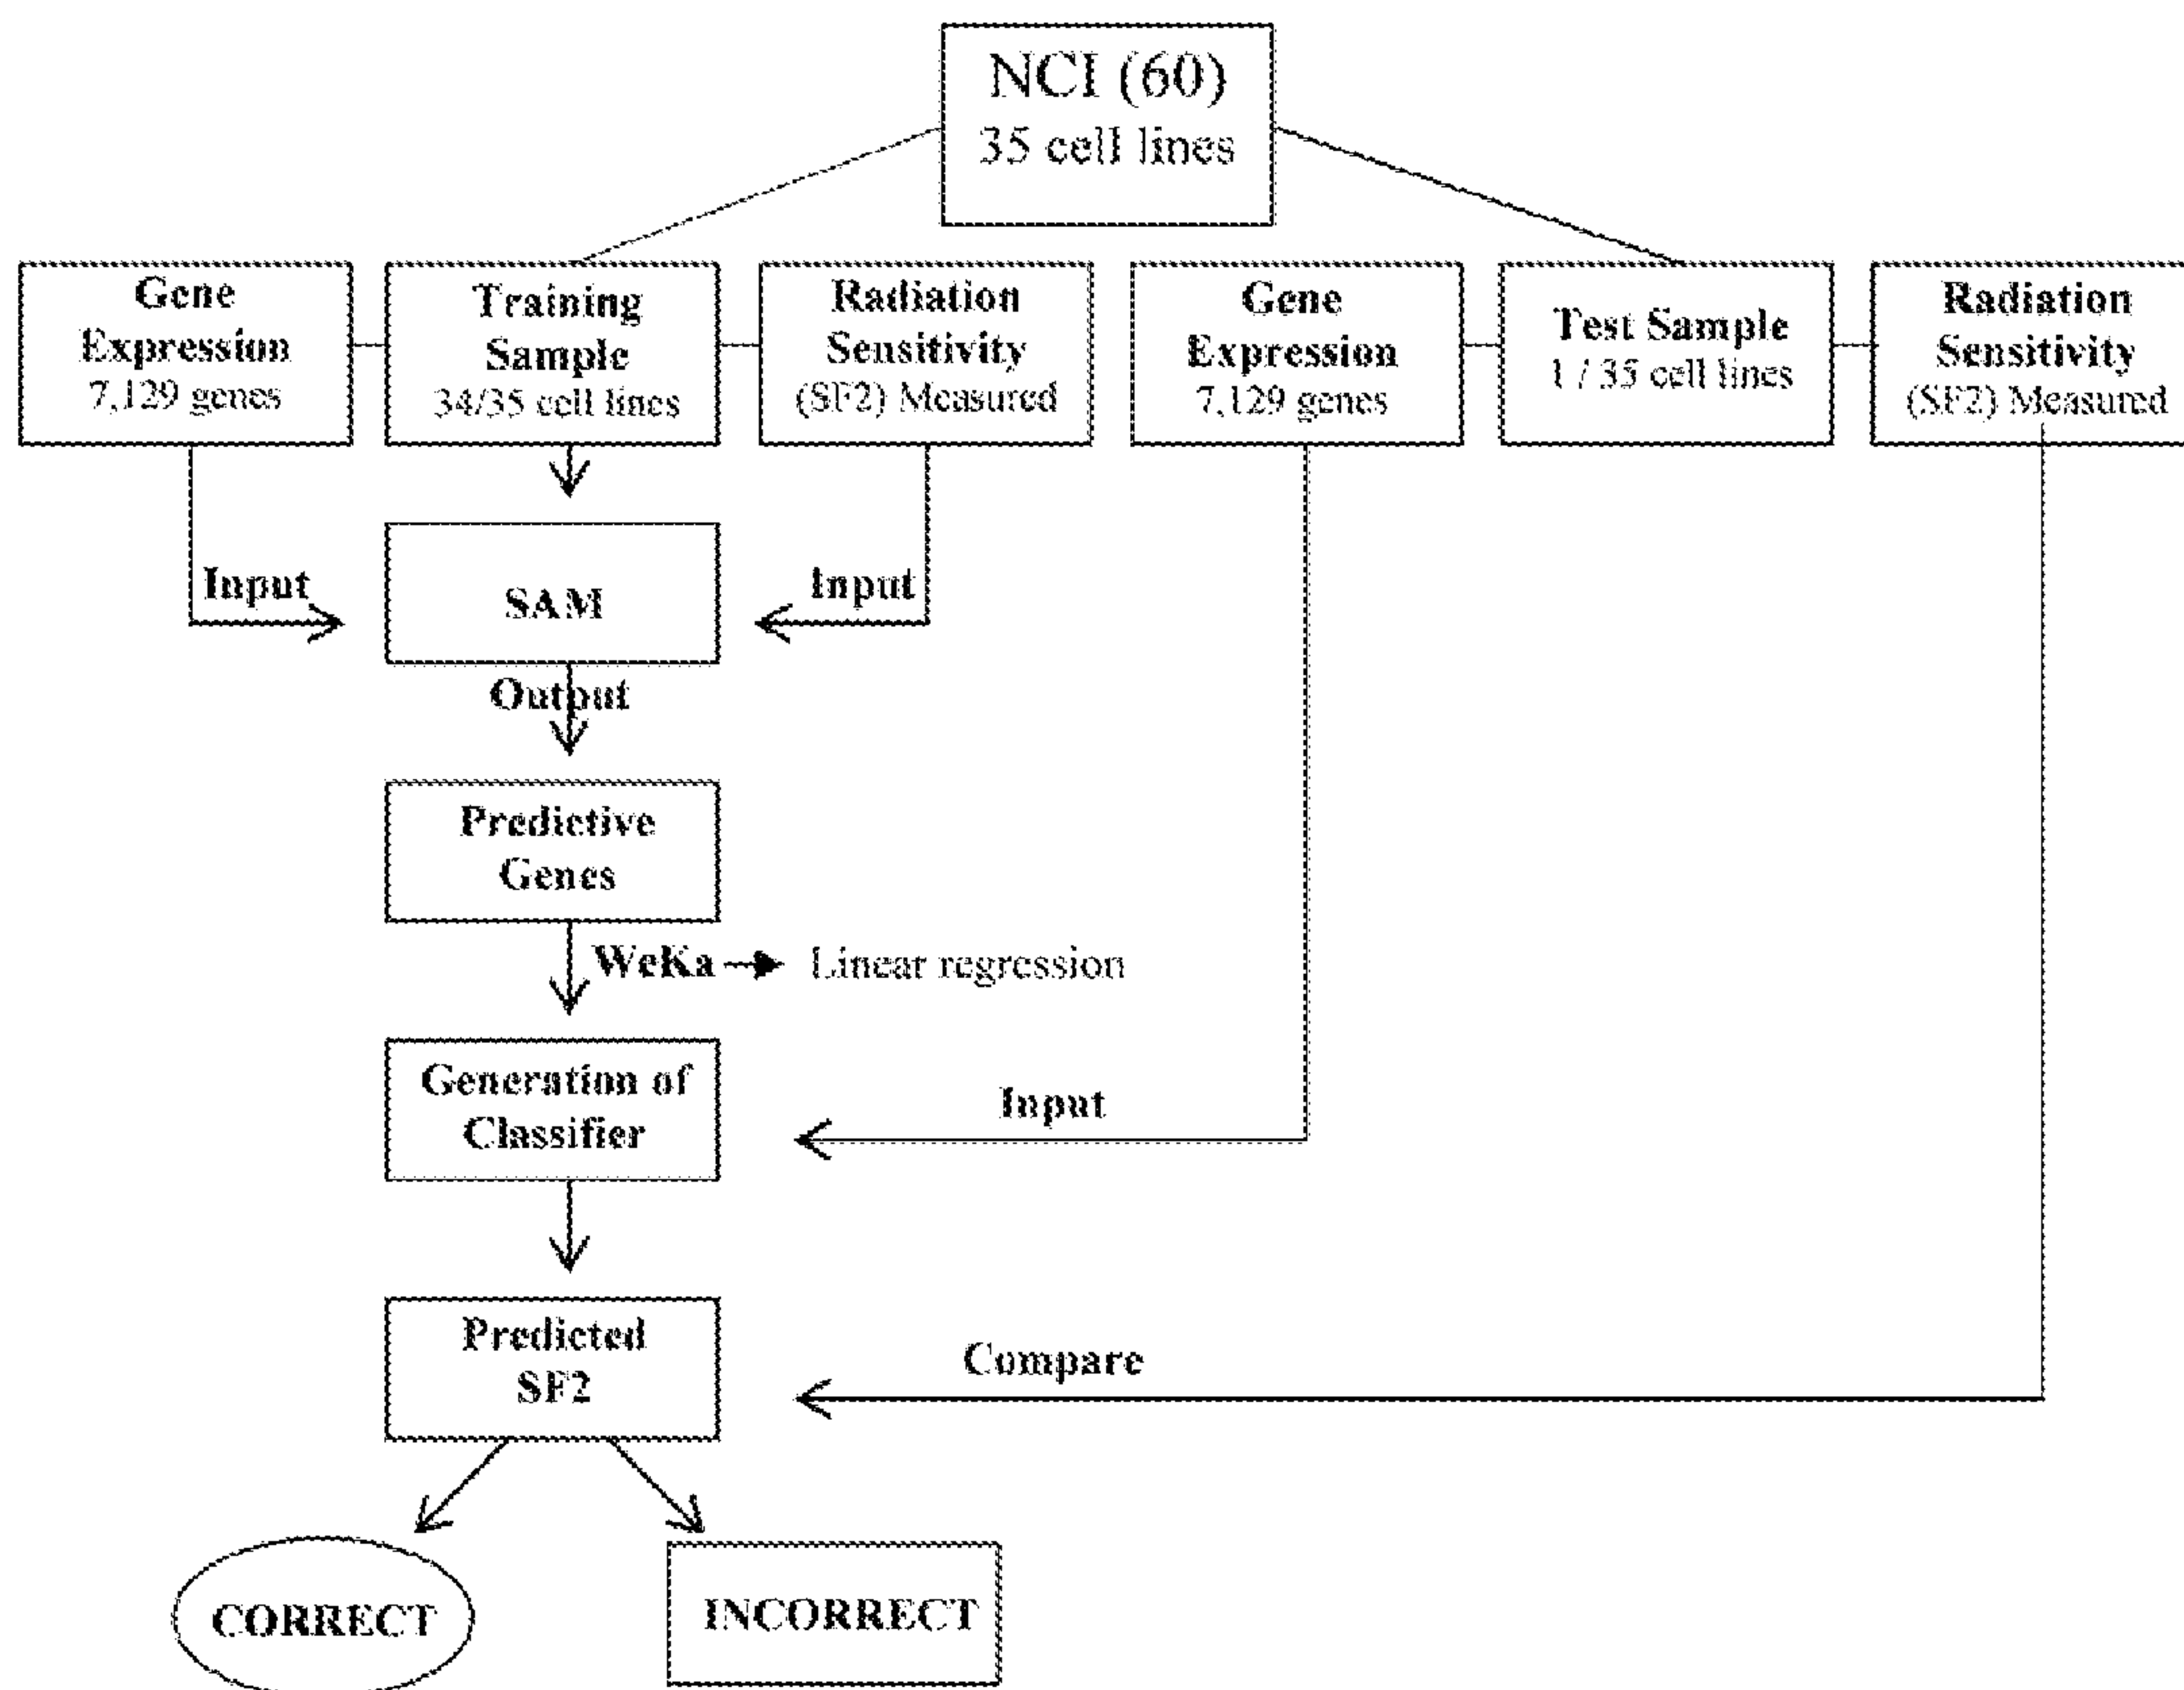 NCI (60)
35 cell lines
Gene
Expression
7,129 genes
Training
Sample
34/35 cell lines
Radiation
Sensitivity
(SF2) Measured
Gene
Expression
7,129 genes
Test Sample
1 / 35 cell lines
Radiation
Sensitivity
(SF2) Measured
Input
SAM
Input
Output
Predictive
Genes
WeKa
Linear regression
Generation of
Classifier
Input
Predicted
SF2
Compare
CORRECT
INCORRECT